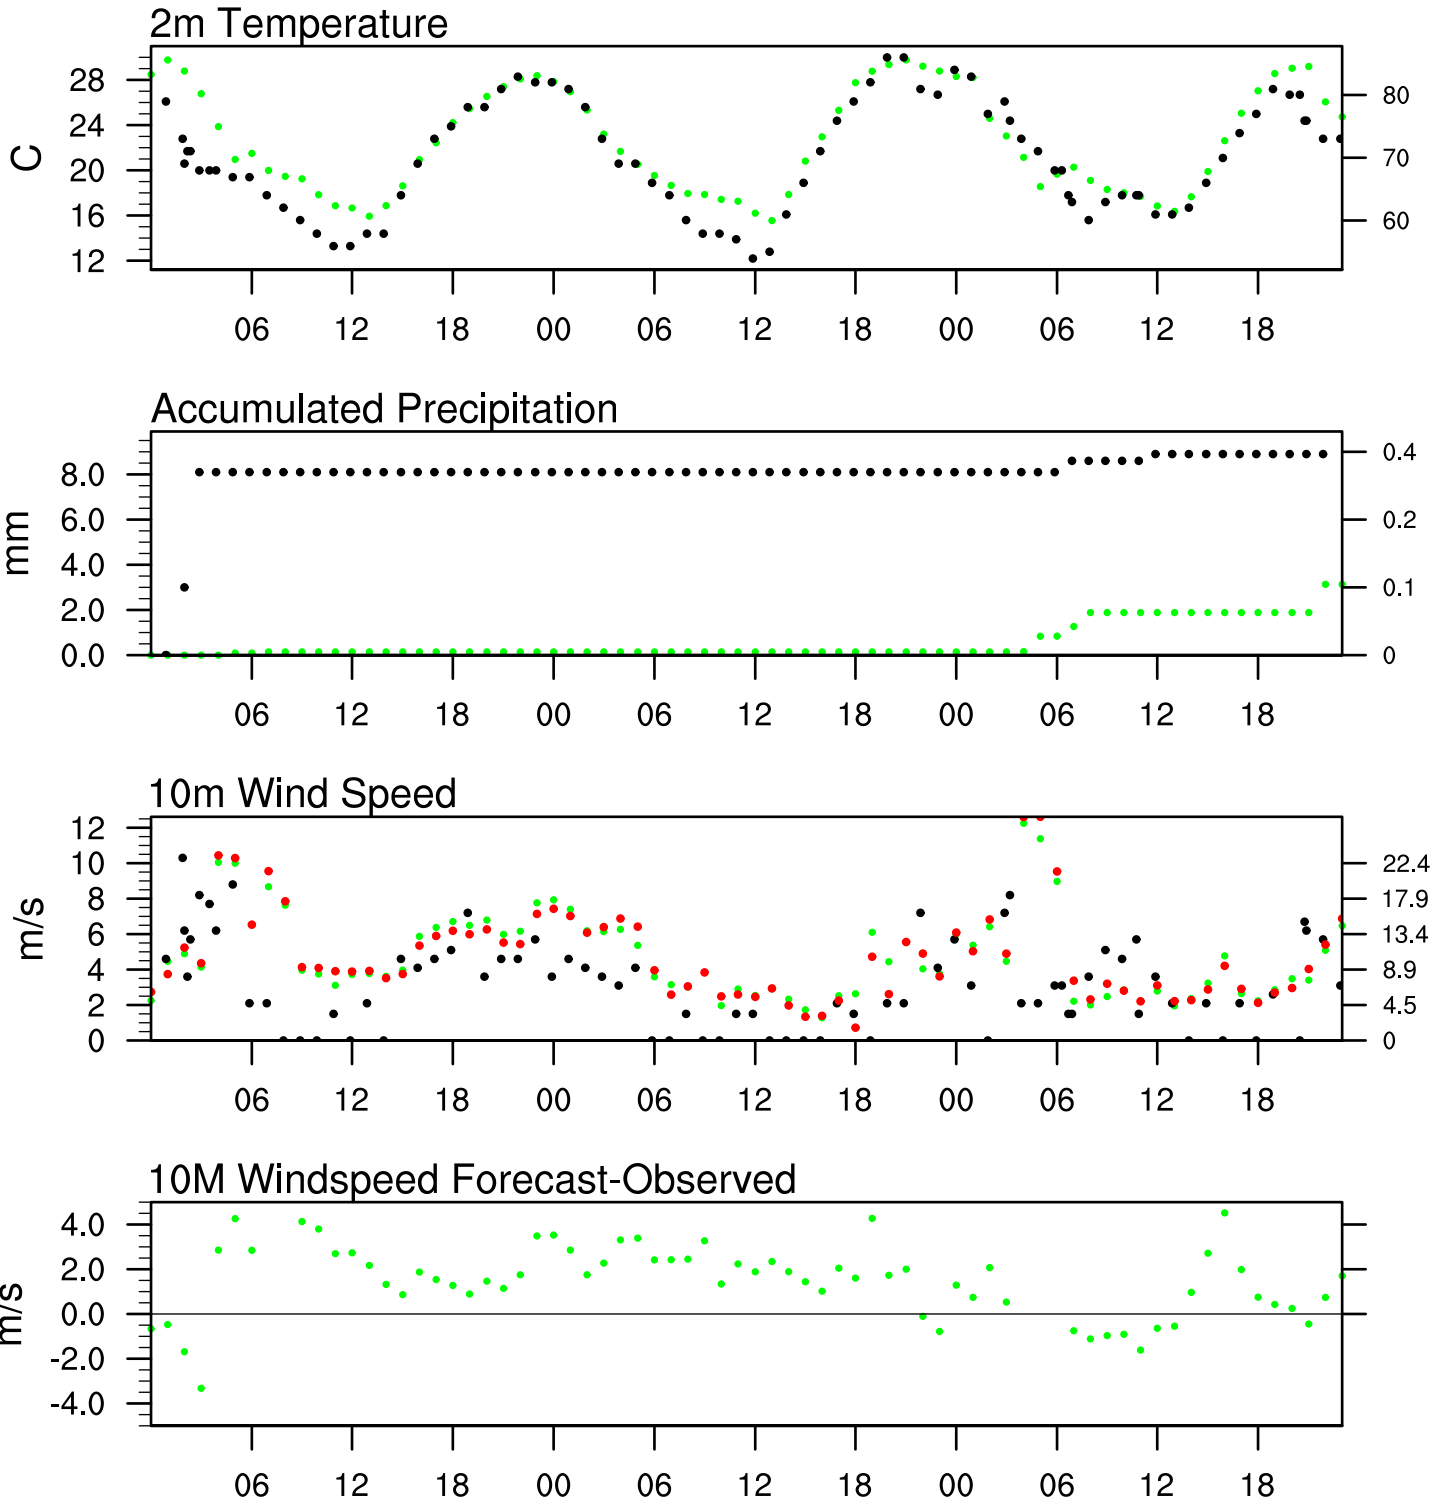 2m Temperature
C
28
24
20
16
12
80
70
60
06 12 18 00 06 12 18 00 06 12 18
Accumulated Precipitation
mm
8.0
6.0
4.0
2.0
0.0
0.4
0.2
0.1
0
06 12 18 00 06 12 18 00 06 12 18
10m Wind Speed
m/s
12
10
8
6
4
2
0
22.4
17.9
13.4
8.9
4.5
0
06 12 18 00 06 12 18 00 06 12 18
10M Windspeed Forecast-Observed
m/s
4.0
2.0
0.0
-2.0
-4.0
06 12 18 00 06 12 18 00 06 12 18